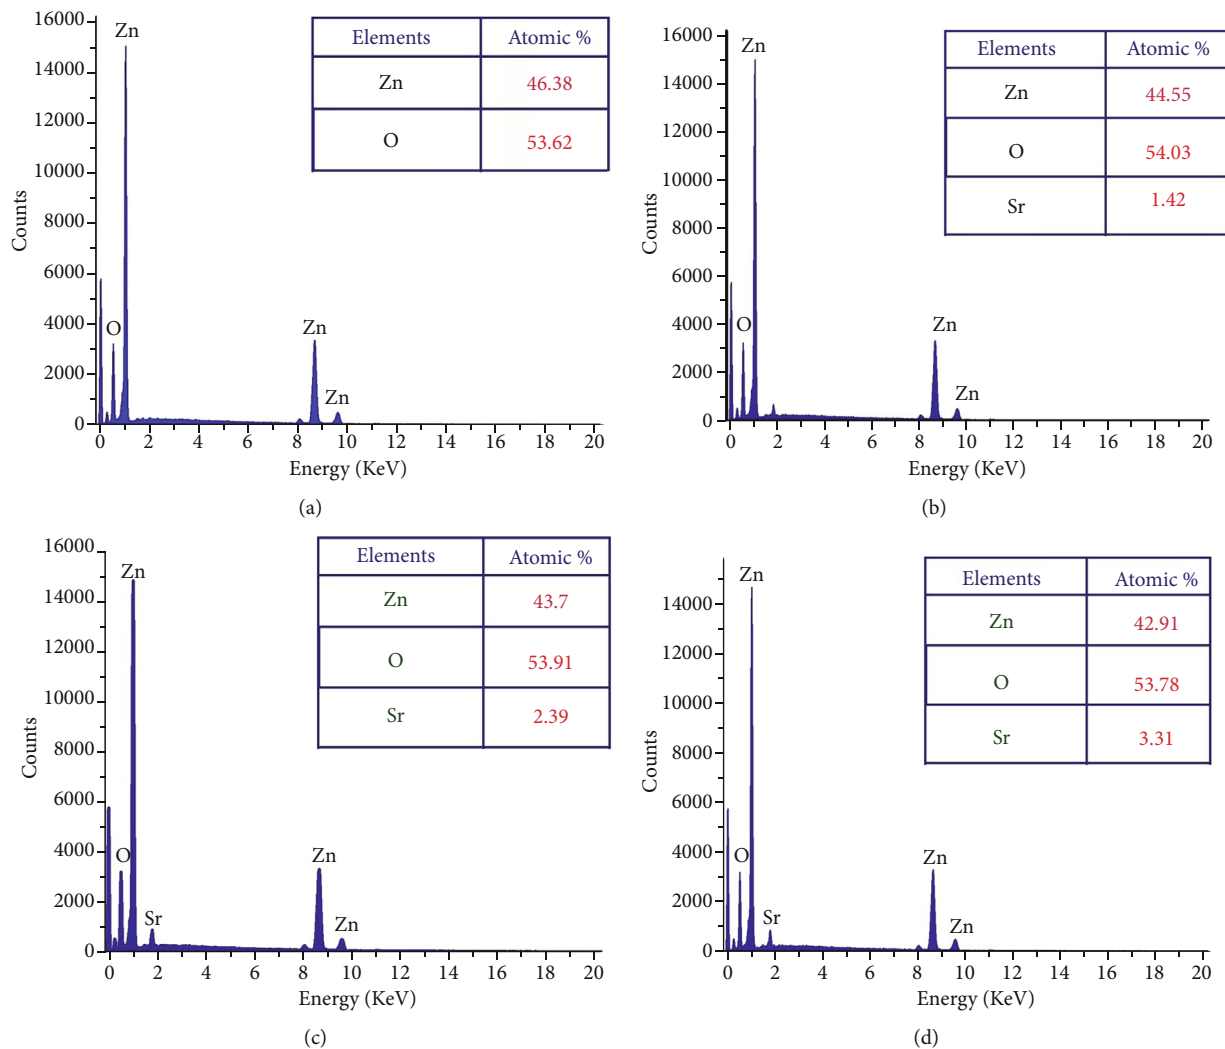 16000
14000
12000
10000
8000
6000
4000
2000
0
Counts
Zn
O
Zn
Zn
0 2 4 6 8 10 12 14 16 18 20
Energy (KeV)
Elements Atomic %
Zn 46.38
O 53.62
(a)
16000
14000
12000
10000
8000
6000
4000
2000
0
Counts
Zn
O
Zn
Zn
0 2 4 6 8 10 12 14 16 18 20
Energy (KeV)
Elements Atomic %
Zn 44.55
O 54.03
Sr 1.42
(b)
16000
14000
12000
10000
8000
6000
4000
2000
0
Counts
Zn
O
Sr
Zn
Zn
0 2 4 6 8 10 12 14 16 18 20
Energy (KeV)
Elements Atomic %
Zn 43.7
O 53.91
Sr 2.39
(c)
14000
12000
10000
8000
6000
4000
2000
0
Counts
Zn
O
Sr
Zn
Zn
0 2 4 6 8 10 12 14 16 18 20
Energy (KeV)
Elements Atomic %
Zn 42.91
O 53.78
Sr 3.31
(d)